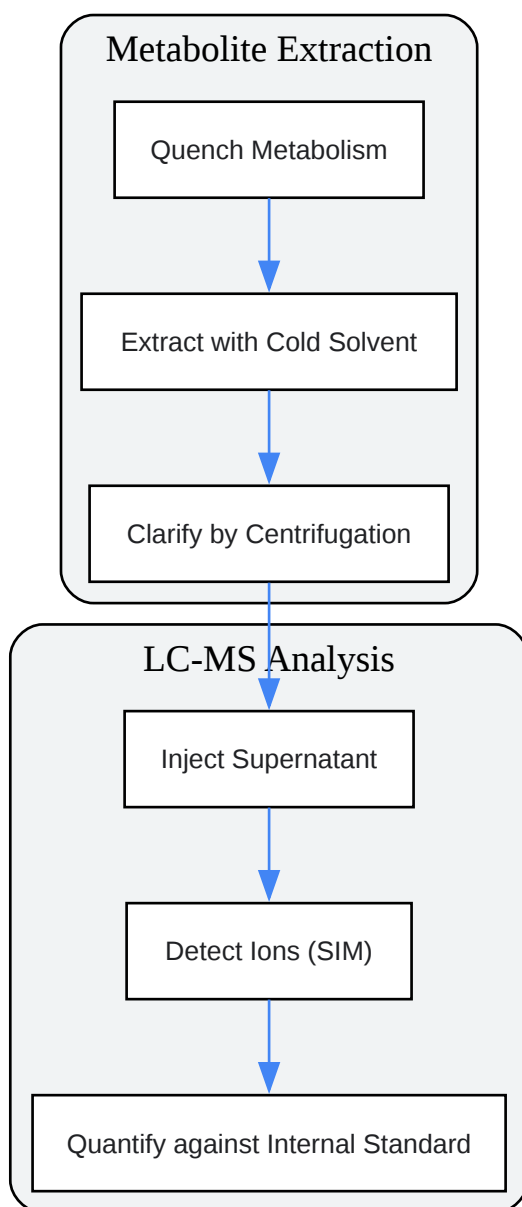 Metabolite Extraction
Quench Metabolism
Extract with Cold Solvent
Clarify by Centrifugation
LC-MS Analysis
Inject Supernatant
Detect Ions (SIM)
Quantify against Internal Standard